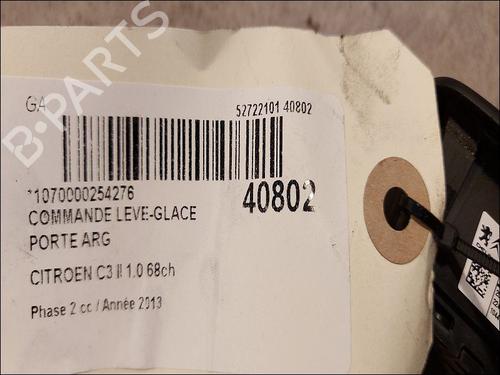 B-PARTS
GA
52722101 40802
*1070000254276
40802
COMMANDE LEVE-GLACE
PORTE ARG
CITROEN C3 II 1.0 68ch
Phase 2 cc / Année 2013